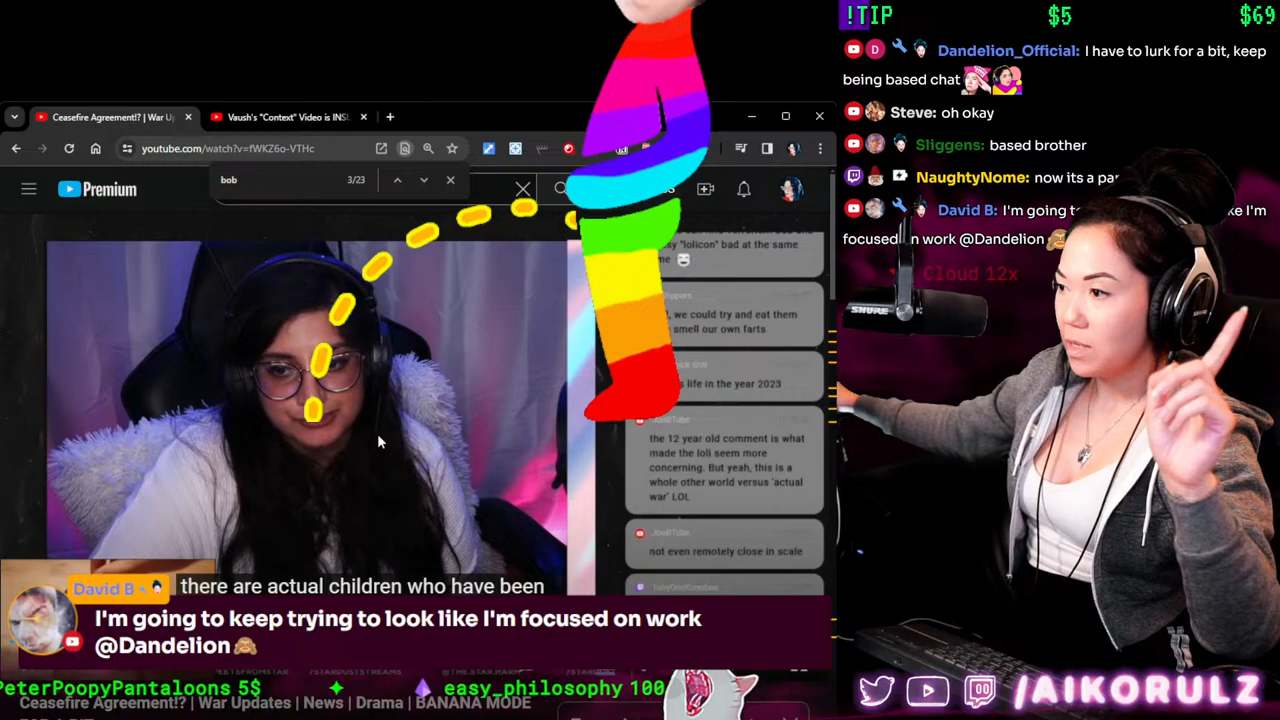 !TIP
$5
$69
Dandelion_Official: I have to lurk for a bit, keep
being based chat
Steve: oh okay
Sliggens: based brother
NaughtyNome: now its a
David B: I'm going to
I'm
focused on work @Dandelion
Cloud 12x
Ceasefire Agreement!? | War Up
Vaush's "Context" Video is INSU
youtube.com/watch?v=fWKZ6o-VTHc
bob
3/23
Premium
"lolicon" bad at the same
we could try and eat them
smell our own farts
life in the year 2023
JooBTube
the 12 year old comment is what
made the loli seem more
concerning. But yeah, this is a
whole other world versus 'actual
war' LOL
JooBTube
not even remotely close in scale
SHURE
David B
there are actual children who have been
I'm going to keep trying to look like I'm focused on work
@Dandelion
PeterPoopyPantaloons 5$
easy_philosophy 100
Ceasefire Agreement!? | War Updates | News | Drama | BANANA MODE
/AIKORULZ